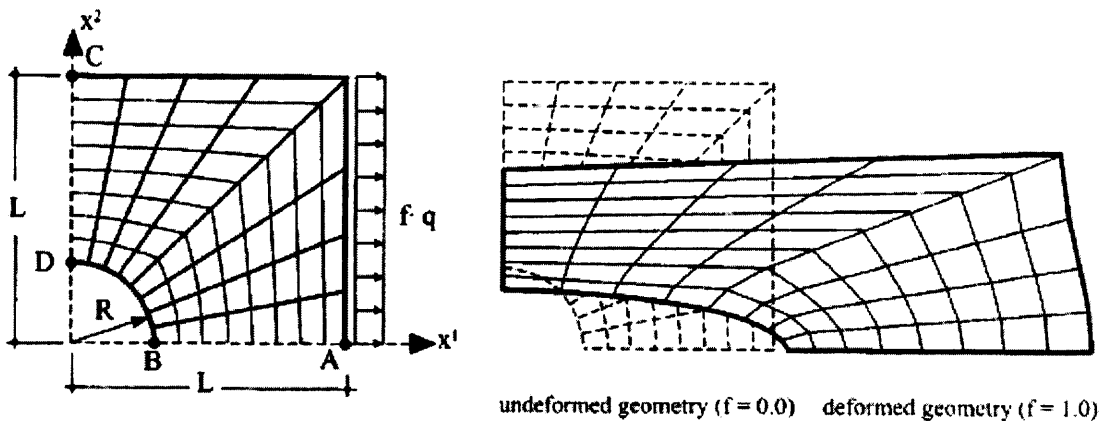 x²
C
L
D
R
B
A
x¹
L
f· q
undeformed geometry (f = 0.0) deformed geometry (f = 1.0)